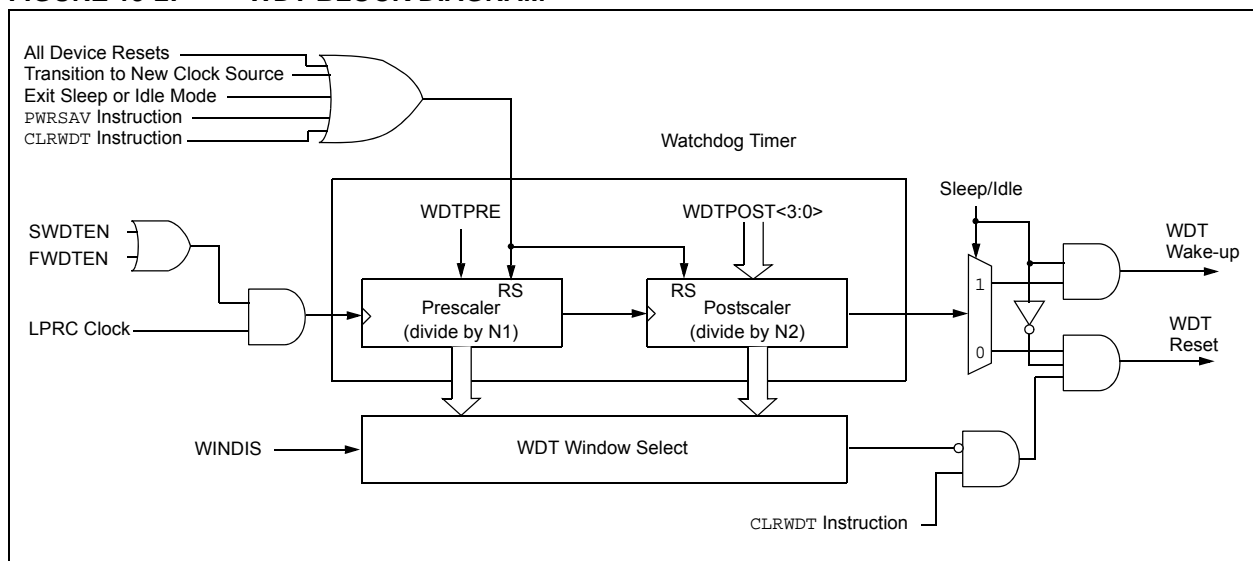 All Device Resets
Transition to New Clock Source
Exit Sleep or Idle Mode
PWRSAV Instruction
CLRWDT Instruction
Watchdog Timer
Sleep/Idle
WDTPRE
WDTPOST<3:0>
SWDTEN
FWDTEN
WDT
Wake-up
RS
RS
1
Prescaler
(divide by N1)
Postscaler
(divide by N2)
LPRC Clock
0
WDT
Reset
WINDIS
WDT Window Select
CLRWDT Instruction